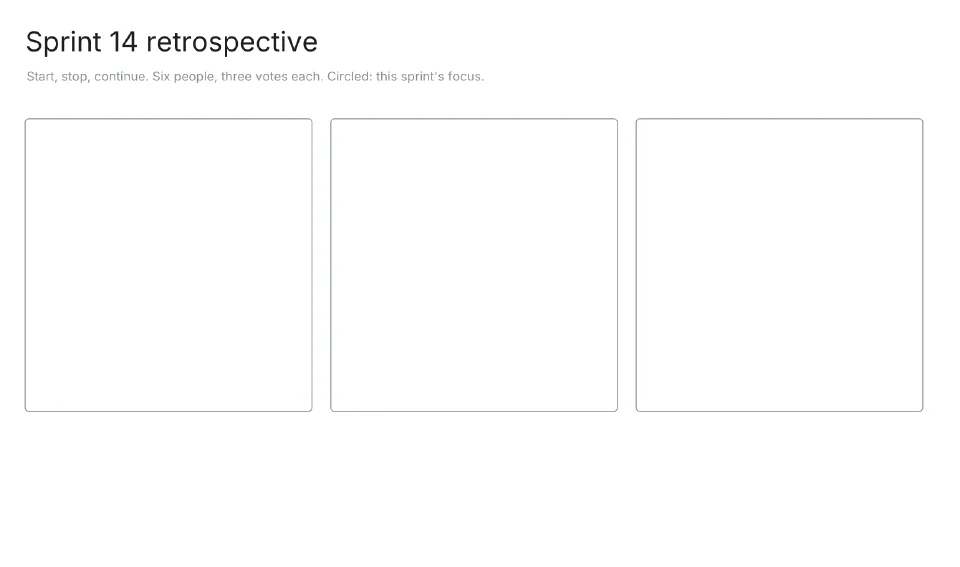 Sprint 14 retrospective
Start, stop, continue. Six people, three votes each. Circled: this sprint's focus.